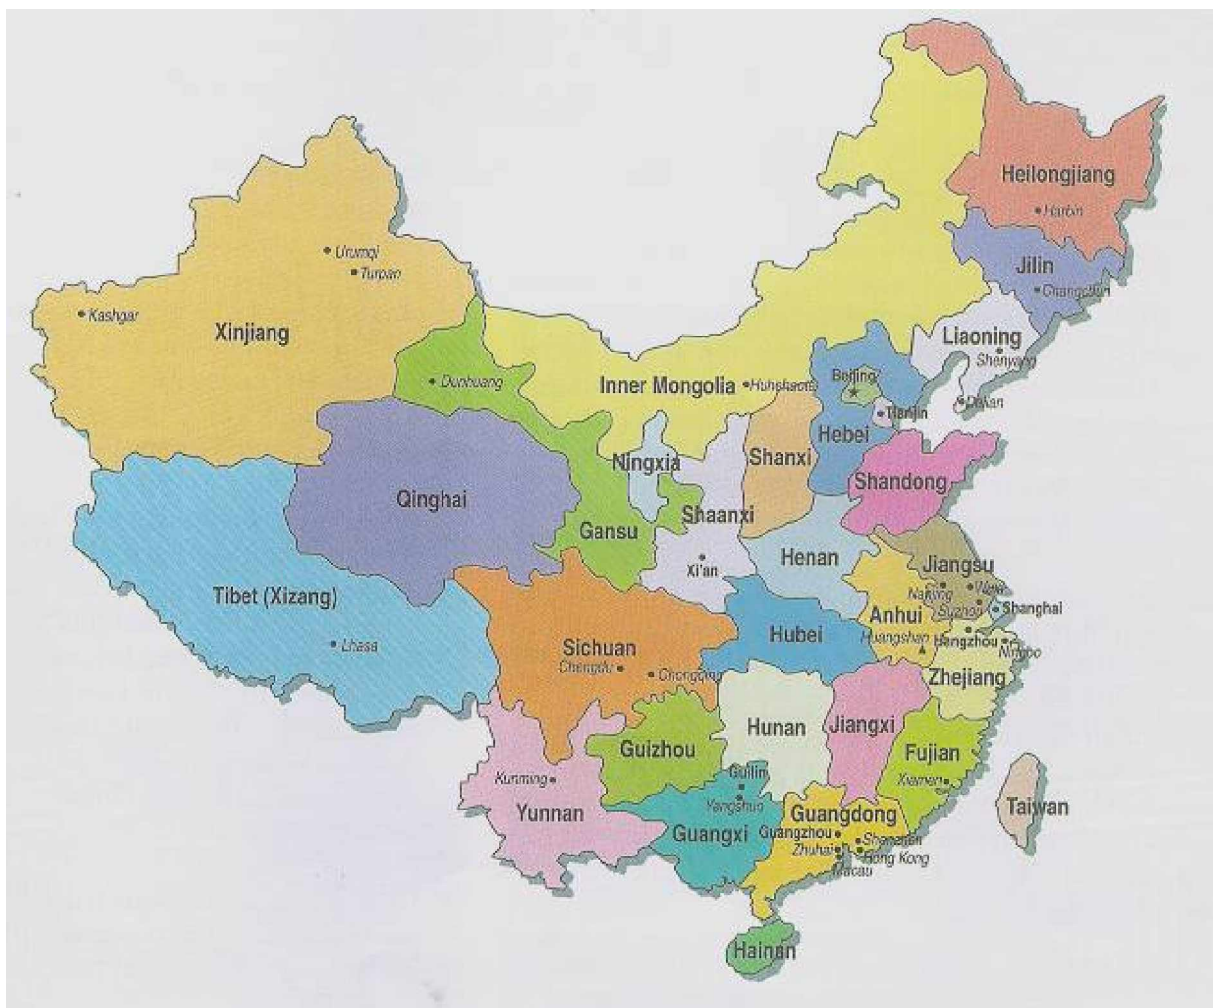 Heilongjiang
Harbin
Jilin
Changchun
Urumqi
Turpan
Kashgar
Xinjiang
Liaoning
Shenyang
Dunhuang
Inner Mongolia
Beijing
Dalian
Tianjin
Hebei
Ningxia
Shanxi
Shandong
Qinghai
Gansu
Shaanxi
Henan
Xi'an
Jiangsu
Nanjing
Wuxi
Suzhou
Shanghai
Tibet (Xizang)
Lhasa
Anhui
Huangshan
Hangzhou
Ningbo
Hubei
Sichuan
Chengdu
Chongqing
Zhejiang
Hunan
Jiangxi
Guizhou
Fujian
Xiamen
Kunming
Guilin
Yangshuo
Yunnan
Guangxi
Guangdong
Guangzhou
Shenzhen
Zhuhai
Hong Kong
Macau
Taiwan
Hainan